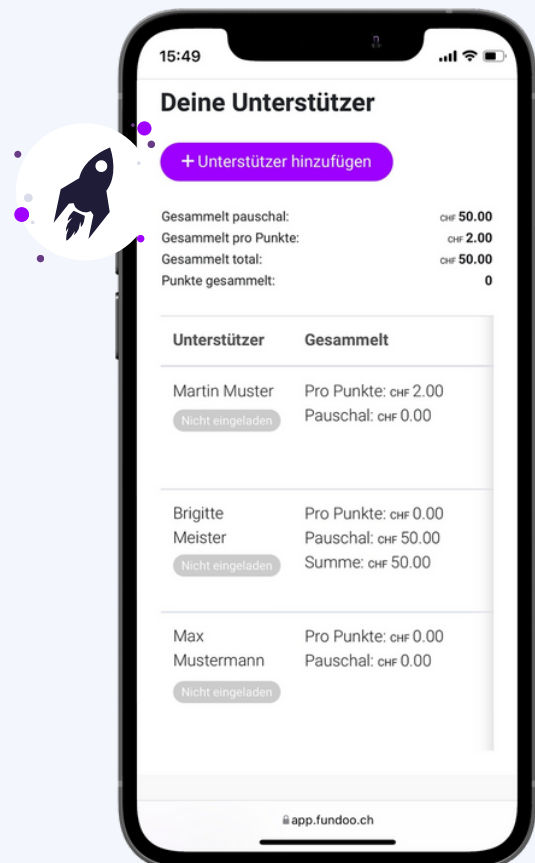 15:49
Deine Unterstützer
+ Unterstützer hinzufügen
Gesammelt pauschal: CHF 50.00
Gesammelt pro Punkte: CHF 2.00
Gesammelt total: CHF 50.00
Punkte gesammelt: 0
Unterstützer Gesammelt
Martin Muster Pro Punkte: CHF 2.00
Nicht eingeladen Pauschal: CHF 0.00
Brigitte Pro Punkte: CHF 0.00
Meister Pauschal: CHF 50.00
Nicht eingeladen Summe: CHF 50.00
Max Pro Punkte: CHF 0.00
Mustermann Pauschal: CHF 0.00
Nicht eingeladen
app.fundoo.ch